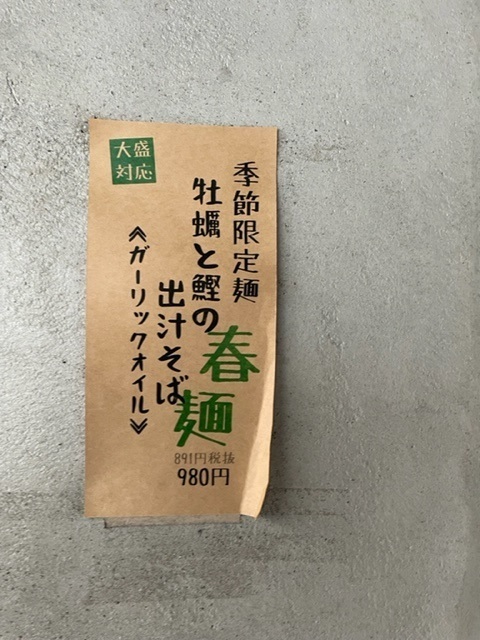 季節限定麺
春麺
牡蠣と鰹の
出汁そば
《ガーリックオイル》
大盛
対応
891円税抜
980円